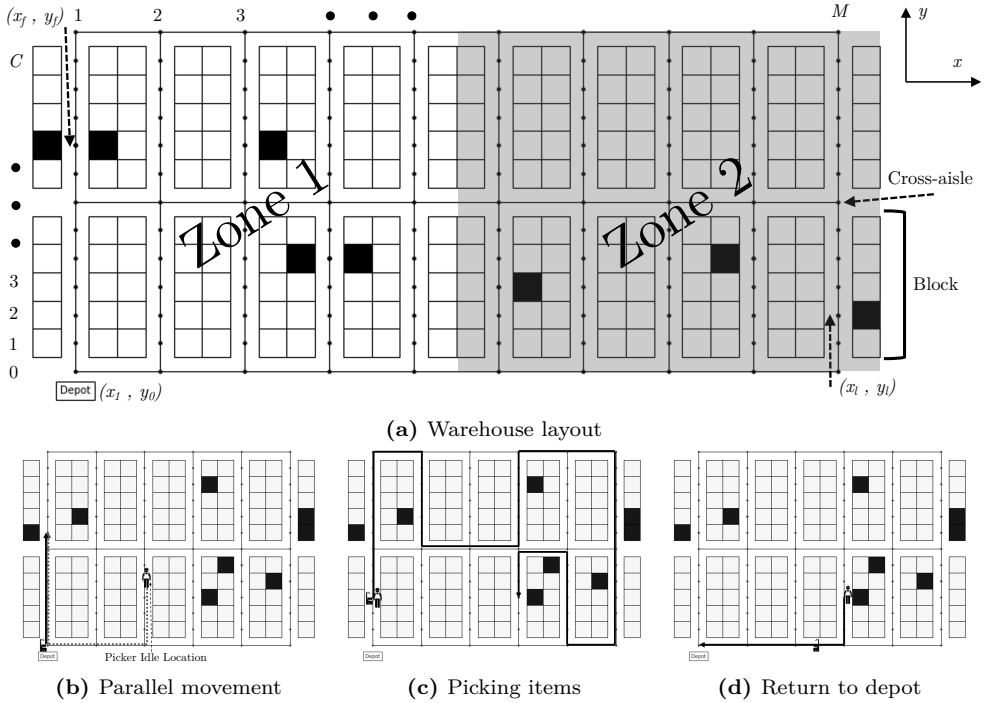 (x_f , y_f)
1
2
3
M
y
x
C
Zone 1
Zone 2
Cross-aisle
Block
3
2
1
0
Depot
(x_1 , y_0)
(x_l , y_l)
(a) Warehouse layout
Depot
Picker Idle Location
Depot
Depot
(b) Parallel movement
(c) Picking items
(d) Return to depot